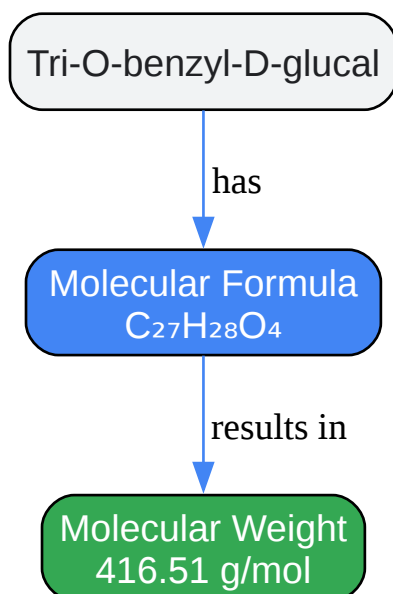 Tri-O-benzyl-D-glucal
has
Molecular Formula
C₂₇H₂₈O₄
results in
Molecular Weight
416.51 g/mol